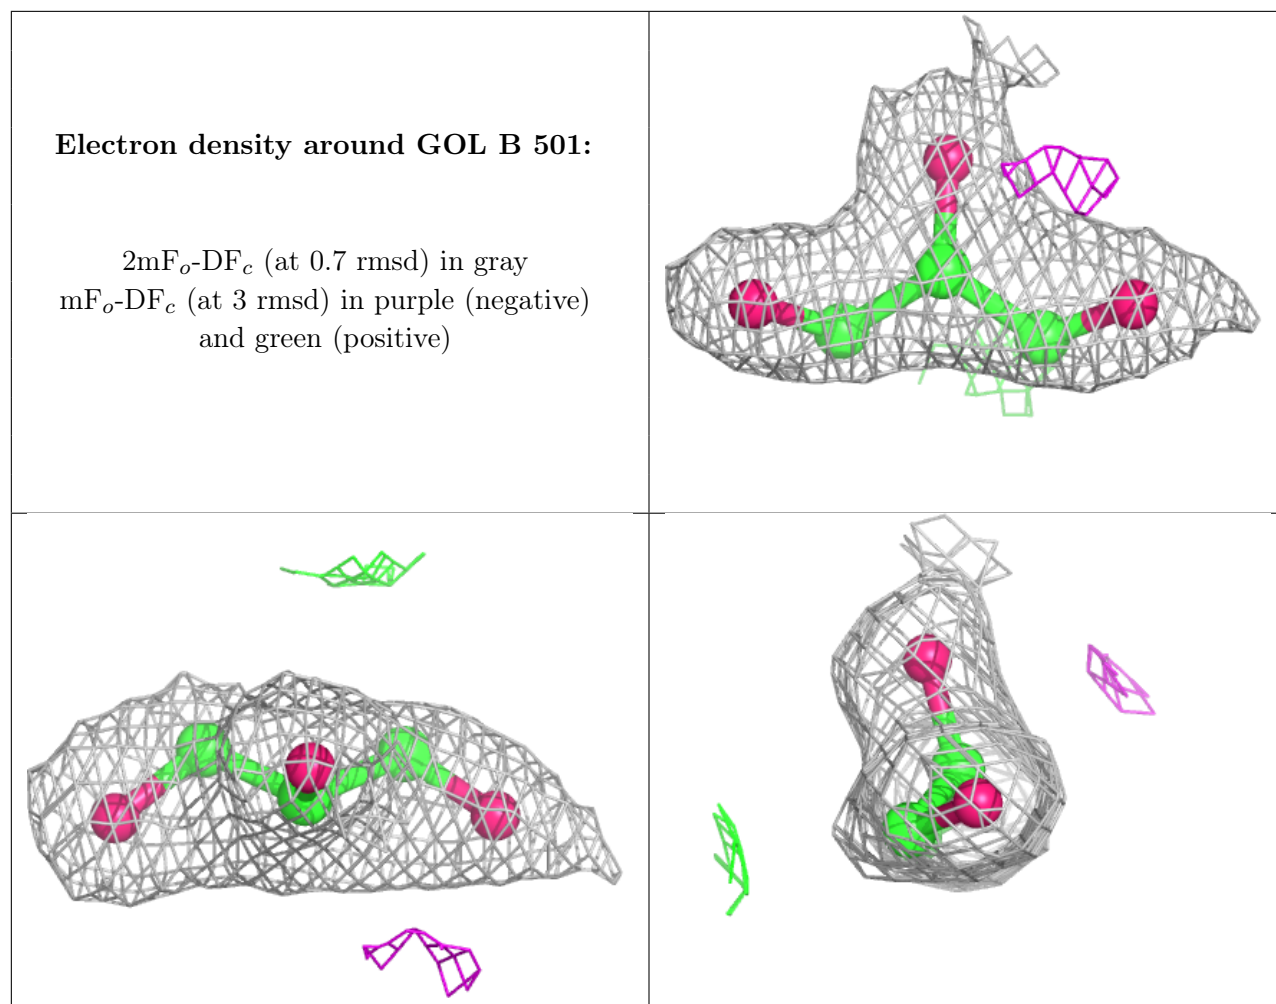 Electron density around GOL B 501:
2mFₒ-DF𝒸 (at 0.7 rmsd) in gray
mFₒ-DF𝒸 (at 3 rmsd) in purple (negative)
and green (positive)